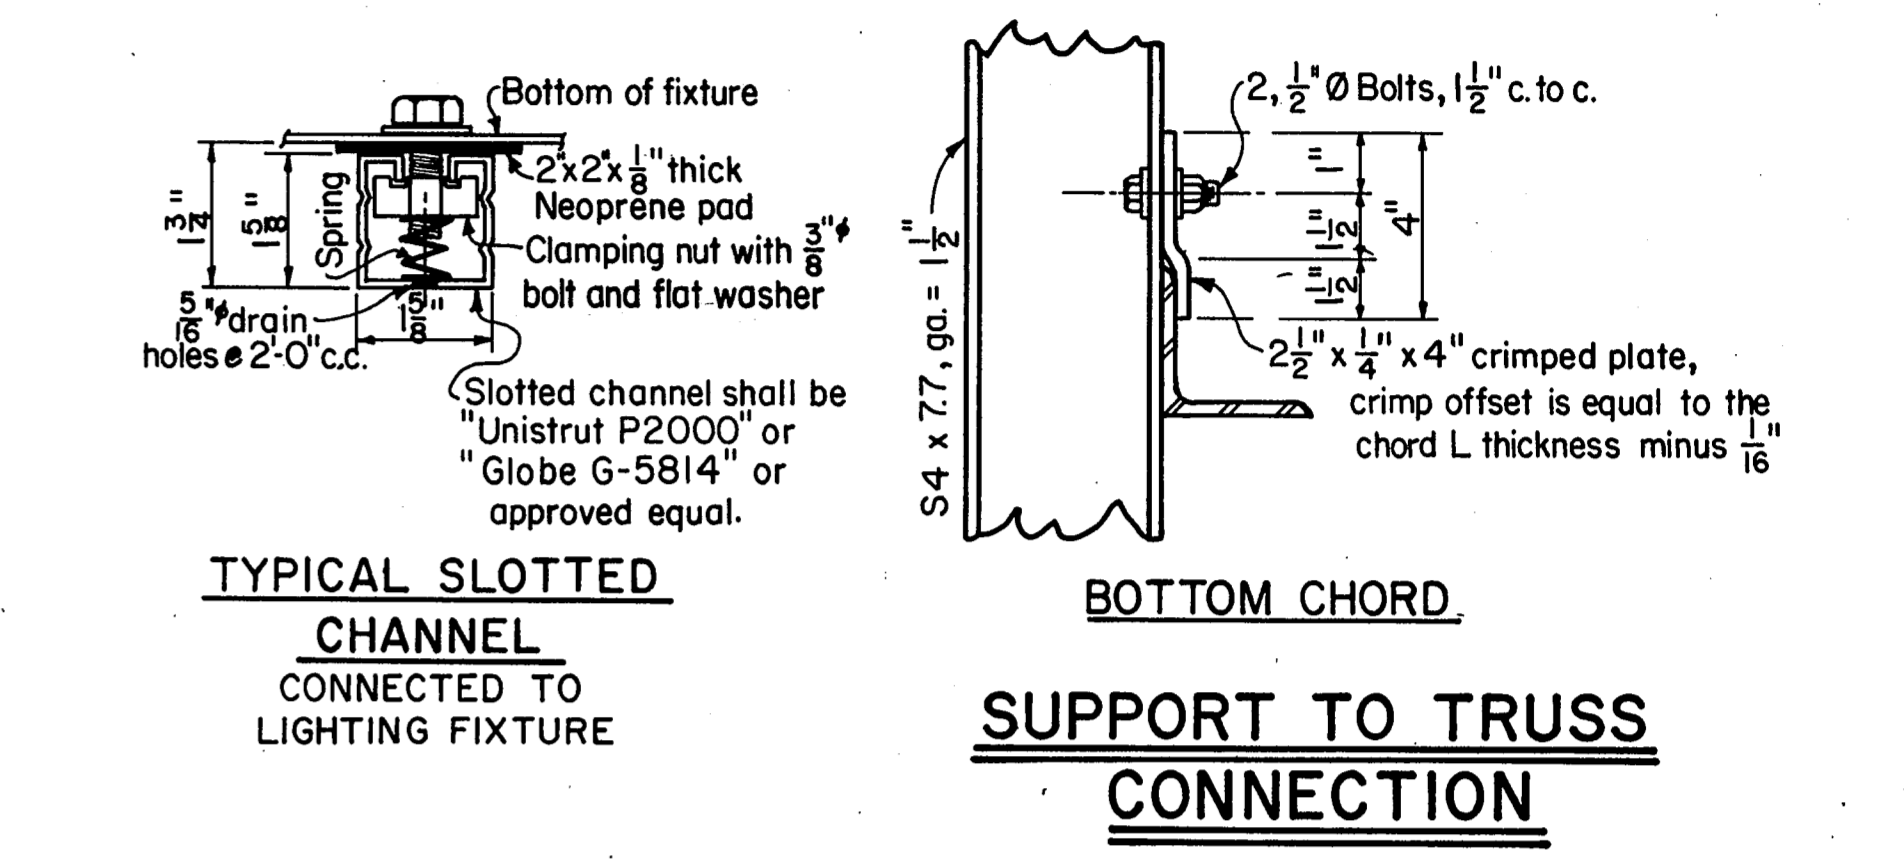 Bottom of fixture
2"x2"x 1/8" thick
Neoprene pad
Clamping nut with 3/8"ϕ
bolt and flat washer
1 3/4"
1 5/8"
Spring
5/16"ϕ drain
holes @ 2'-0" c.c.
1 5/8"
Slotted channel shall be
"Unistrut P2000" or
"Globe G-5814" or
approved equal.
TYPICAL SLOTTED
CHANNEL
CONNECTED TO
LIGHTING FIXTURE
S4 x 7.7, ga. = 1 1/2"
2, 1/2" Ø Bolts, 1 1/2" c. to c.
1"
1 1/2"
1 1/2"
4"
2 1/2" x 1/4" x 4" crimped plate,
crimp offset is equal to the
chord L thickness minus 1/16"
BOTTOM CHORD
SUPPORT TO TRUSS
CONNECTION